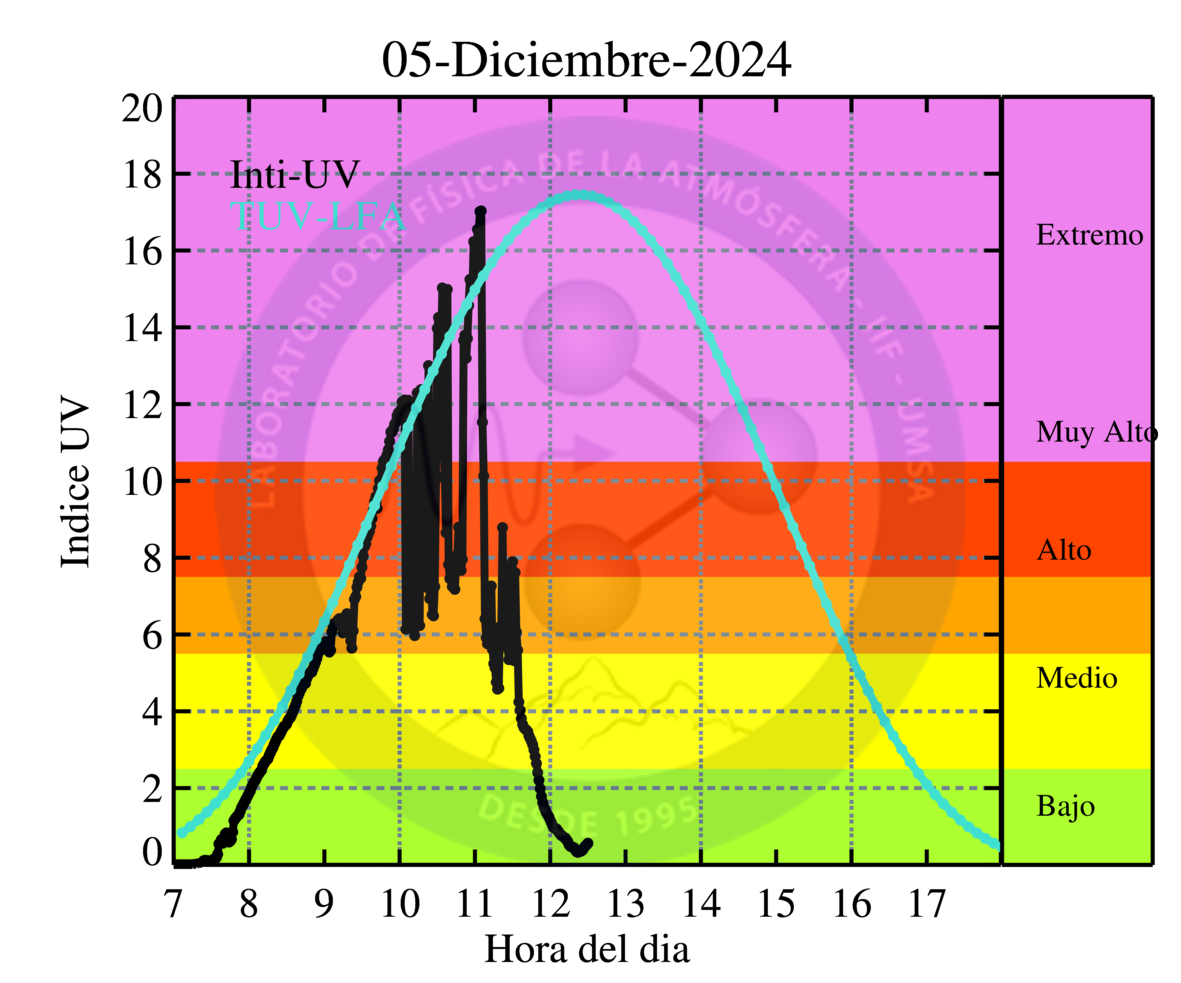 05-Diciembre-2024
20
18
16
14
12
10
8
6
4
2
0
Indice UV
Inti-UV
TUV-LFA
LABORATORIO DE FÍSICA DE LA ATMÓSFERA - IIF - UMSA
DESDE 1995
Extremo
Muy Alto
Alto
Medio
Bajo
7 8 9 10 11 12 13 14 15 16 17
Hora del dia